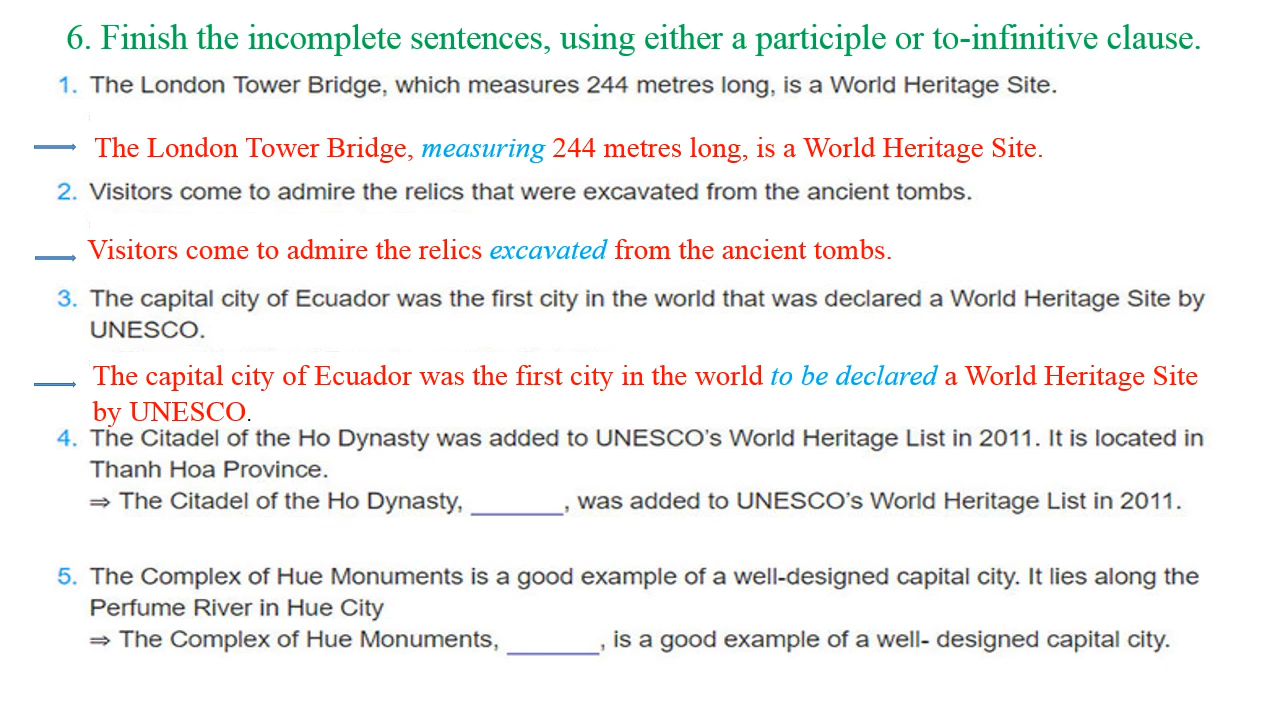 6. Finish the incomplete sentences, using either a participle or to-infinitive clause.
1. The London Tower Bridge, which measures 244 metres long, is a World Heritage Site.
The London Tower Bridge, measuring 244 metres long, is a World Heritage Site.
2. Visitors come to admire the relics that were excavated from the ancient tombs.
Visitors come to admire the relics excavated from the ancient tombs.
3. The capital city of Ecuador was the first city in the world that was declared a World Heritage Site by
UNESCO.
The capital city of Ecuador was the first city in the world to be declared a World Heritage Site
by UNESCO.
4. The Citadel of the Ho Dynasty was added to UNESCO’s World Heritage List in 2011. It is located in
Thanh Hoa Province.
⇒ The Citadel of the Ho Dynasty, _______, was added to UNESCO’s World Heritage List in 2011.
5. The Complex of Hue Monuments is a good example of a well-designed capital city. It lies along the
Perfume River in Hue City
⇒ The Complex of Hue Monuments, _______, is a good example of a well- designed capital city.